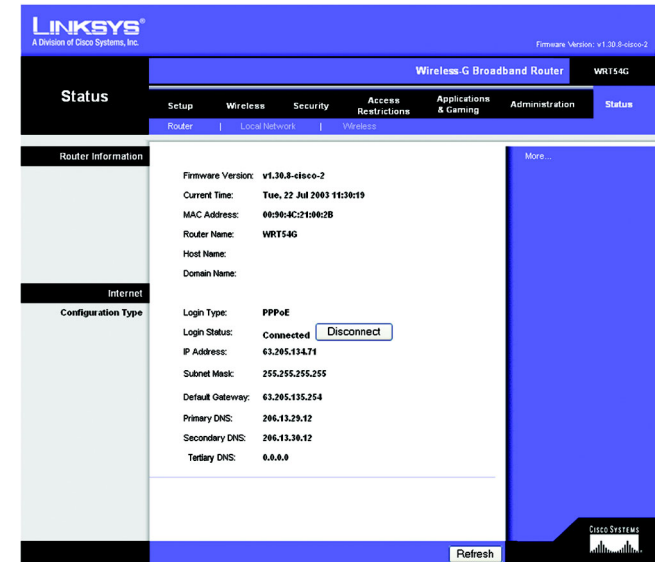 LINKSYS®
A Division of Cisco Systems, Inc.
Firmware Version: v1.30.8-cisco-2
Wireless-G Broadband Router WRT54G
Status
Setup Wireless Security Access Restrictions Applications & Gaming Administration Status
Router | Local Network | Wireless
Router Information
More...
Firmware Version: v1.30.8-cisco-2
Current Time: Tue, 22 Jul 2003 11:30:19
MAC Address: 00:90:4C:21:00:2B
Router Name: WRT54G
Host Name:
Domain Name:
Internet
Configuration Type
Login Type: PPPoE
Login Status: Connected Disconnect
IP Address: 63.205.134.71
Subnet Mask: 255.255.255.255
Default Gateway: 63.205.135.254
Primary DNS: 206.13.29.12
Secondary DNS: 206.13.30.12
Tertiary DNS: 0.0.0.0
Refresh
CISCO SYSTEMS